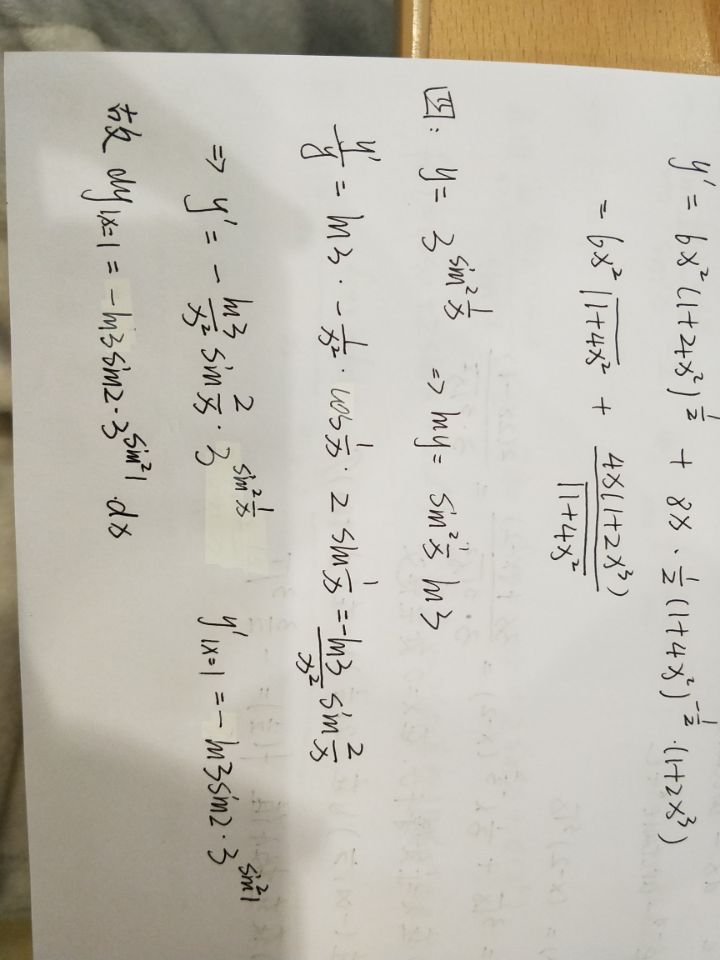 y' = 6x²(1+4x²)^{1/2} + 8x · 1/2 (1+4x²)^{-1/2} · (1+2x³)
= 6x² √(1+4x²) + 4x(1+2x³)/√(1+4x²)
四: y = 3^{sin² 1/x} ⇒ ln y = sin² 1/x ln3
y'/y = ln3 · -1/x² · cos 1/x · 2 sin 1/x = -ln3/x² sin 2/x
⇒ y' = - ln3/x² sin 2/x · 3^{sin² 1/x} y'|x=1 = - ln3 sin2 · 3^{sin²1}
故 dy|x=1 = - ln3 sin2 · 3^{sin²1} · dx